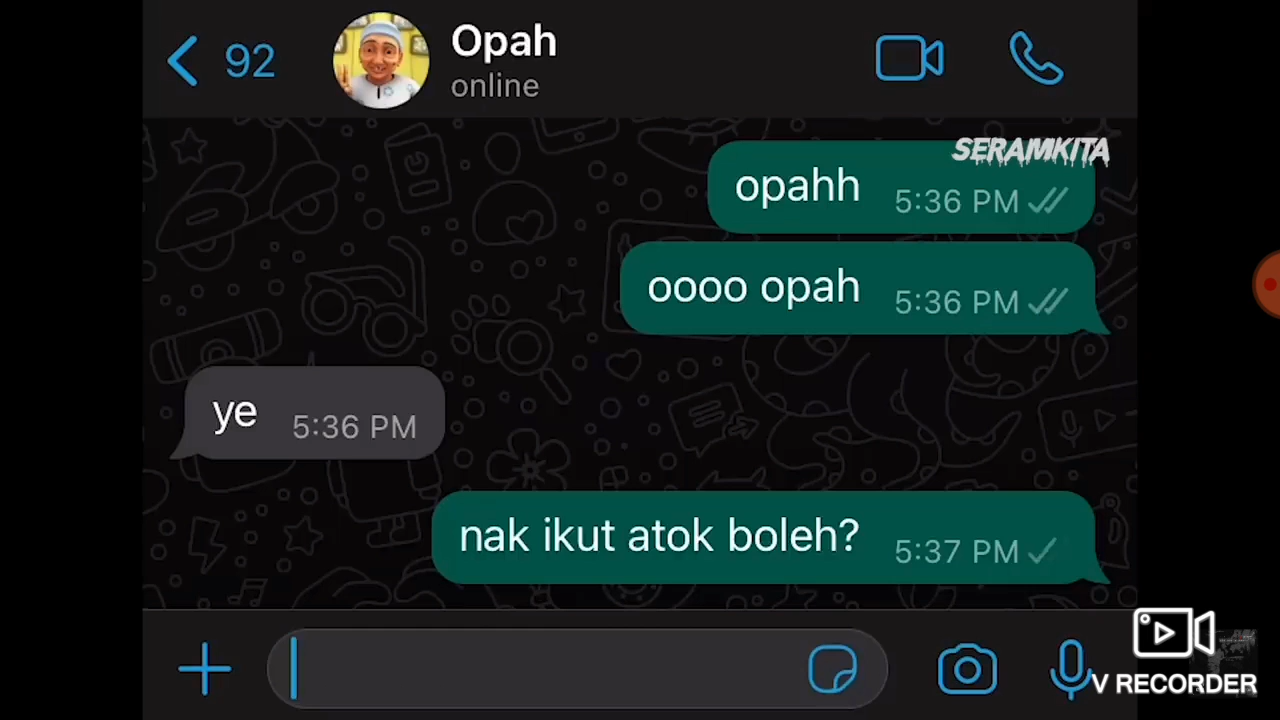 92
Opah
online
SERAMKITA
opahh 5:36 PM
oooo opah 5:36 PM
ye 5:36 PM
nak ikut atok boleh? 5:37 PM
V RECORDER